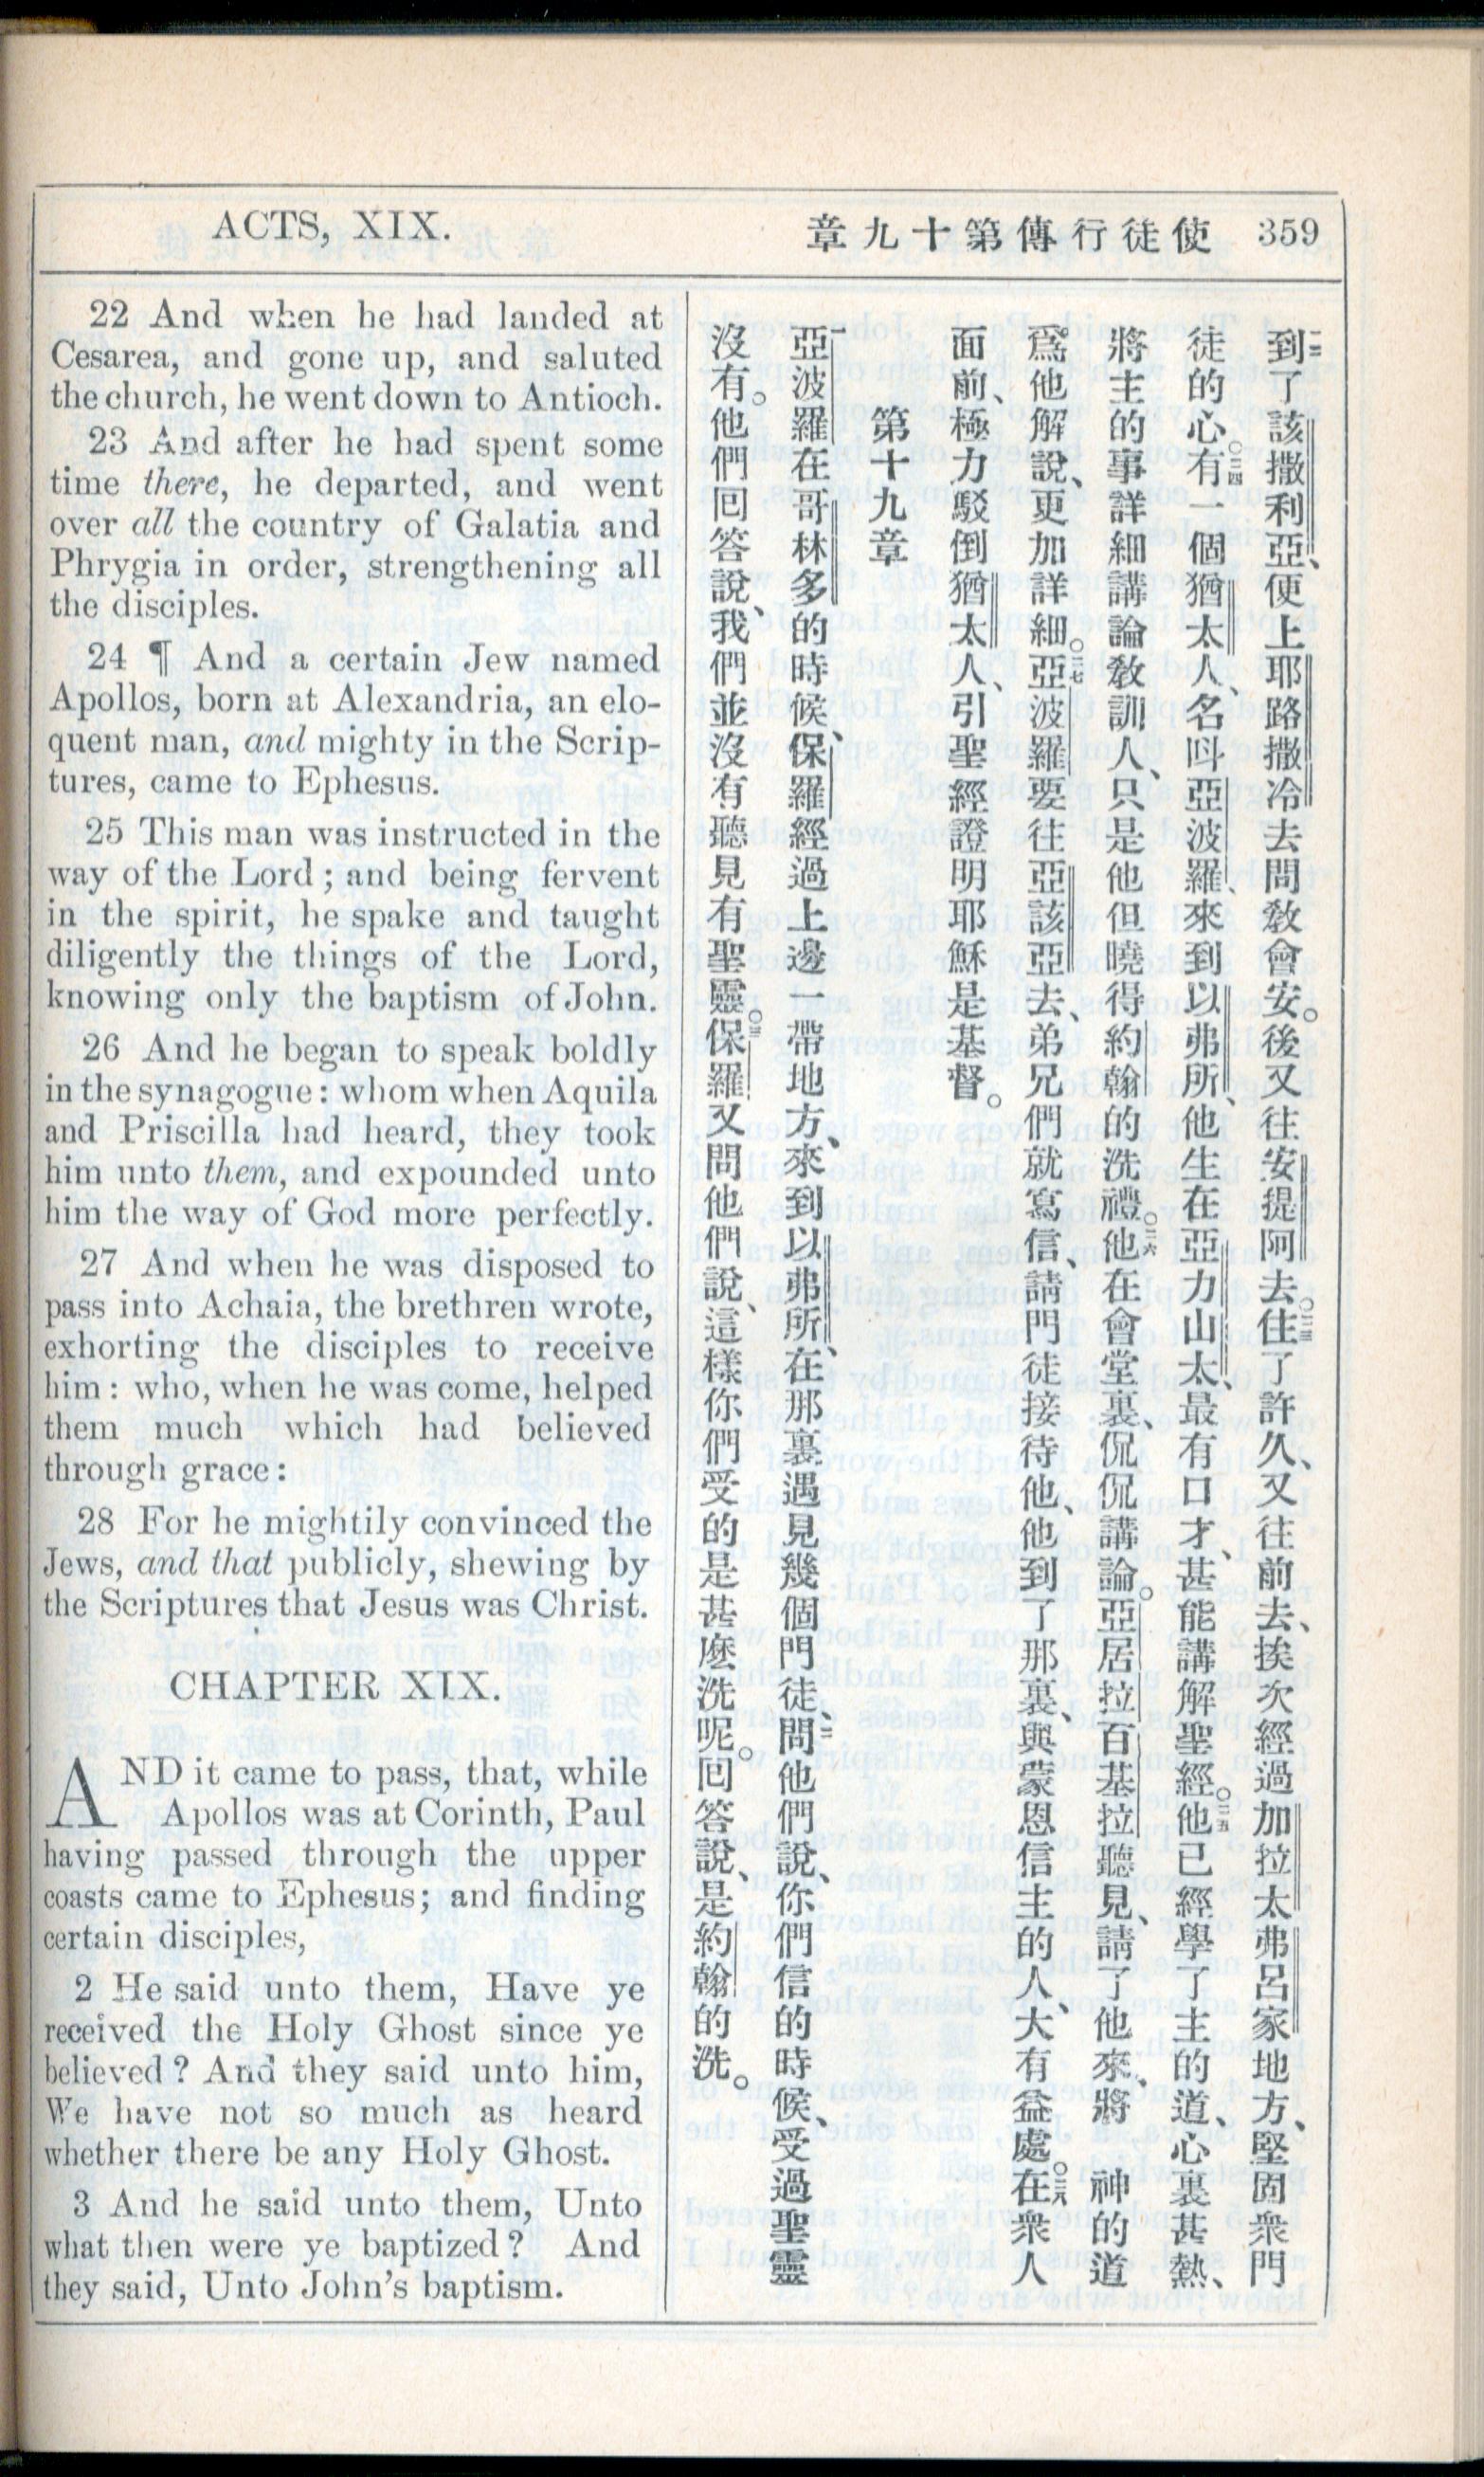 ACTS, XIX.
使徒行傳第十九章 359
22 And when he had landed at
Cesarea, and gone up, and saluted
the church, he went down to Antioch.
23 And after he had spent some
time there, he departed, and went
over all the country of Galatia and
Phrygia in order, strengthening all
the disciples.
24 ¶ And a certain Jew named
Apollos, born at Alexandria, an elo-
quent man, and mighty in the Scrip-
tures, came to Ephesus.
25 This man was instructed in the
way of the Lord; and being fervent
in the spirit, he spake and taught
diligently the things of the Lord,
knowing only the baptism of John.
26 And he began to speak boldly
in the synagogue: whom when Aquila
and Priscilla had heard, they took
him unto them, and expounded unto
him the way of God more perfectly.
27 And when he was disposed to
pass into Achaia, the brethren wrote,
exhorting the disciples to receive
him: who, when he was come, helped
them much which had believed
through grace:
28 For he mightily convinced the
Jews, and that publicly, shewing by
the Scriptures that Jesus was Christ.
CHAPTER XIX.
AND it came to pass, that, while
Apollos was at Corinth, Paul
having passed through the upper
coasts came to Ephesus; and finding
certain disciples,
2 He said unto them, Have ye
received the Holy Ghost since ye
believed? And they said unto him,
We have not so much as heard
whether there be any Holy Ghost.
3 And he said unto them, Unto
what then were ye baptized? And
they said, Unto John's baptism.
二二到了該撒利亞、便上耶路撒冷去問敎會安。後又往安提阿去○二三住了許久、又往前去、挨次經過加拉太弗呂家地方、堅固衆門
徒的心○二四有一個猶太人、名呌亞波羅、來到以弗所、他生在亞力山太、最有口才、甚能講解聖經○二五他已經學了主的道、心裏甚熱、
將主的事詳細講論敎訓人、只是他但曉得約翰的洗禮○二六他在會堂裏、侃侃講論。亞居拉百基拉聽見、請了他來、將 神的道
爲他解說、更加詳細○二七亞波羅要往亞該亞去、弟兄們就寫信、請門徒接待他、他到了那裏、與蒙恩信主的人、大有益處○二八在衆人
面前、極力駁倒猶太人、引聖經證明耶穌是基督。
第十九章
一亞波羅在哥林多的時候、保羅經過上邊一帶地方、來到以弗所、在那裏遇見幾個門徒、二問他們說、你們信的時候、受過聖靈
沒有。他們囘答說、我們並沒有聽見有聖靈○三保羅又問他們說、這樣你們受的是甚麽洗呢。囘答說、是約翰的洗。